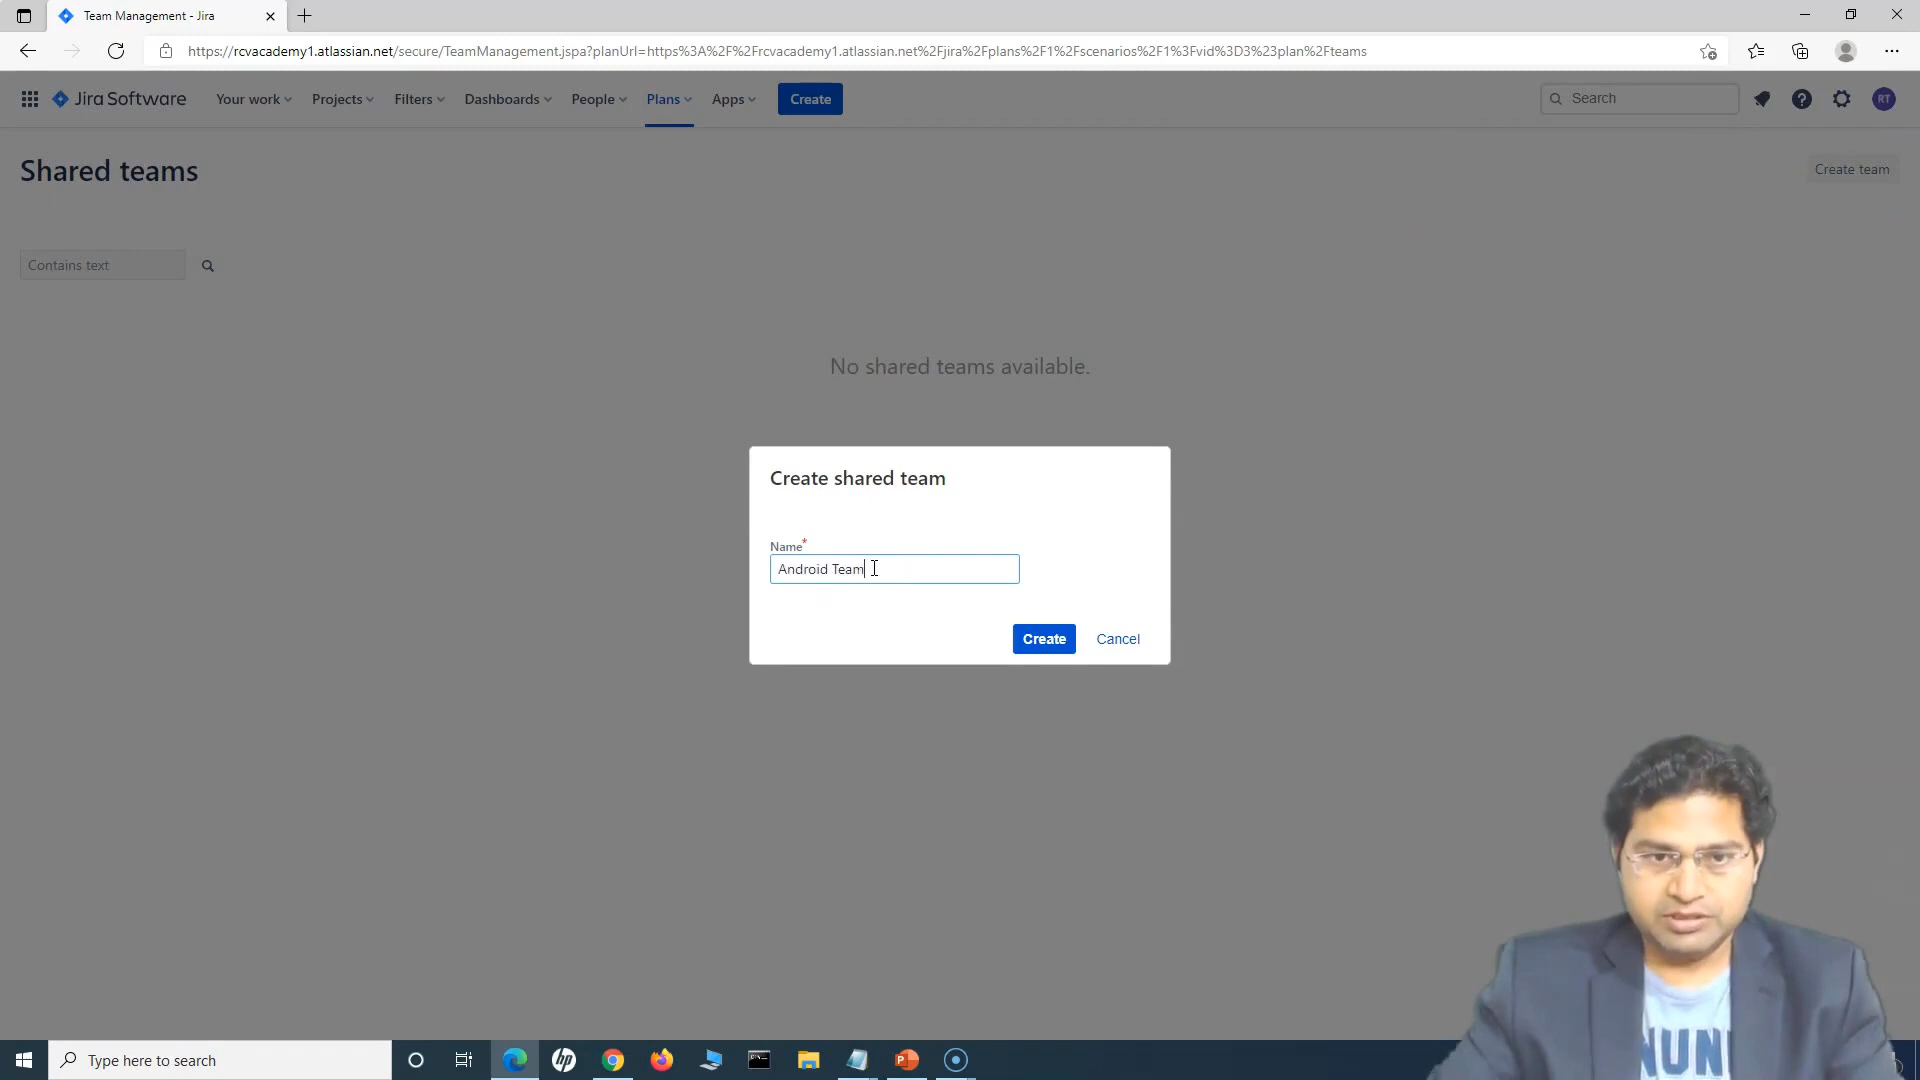 Team Management - Jira
https://rcvacademy1.atlassian.net/secure/TeamManagement.jspa?planUrl=https%3A%2F%2Frcvacademy1.atlassian.net%2Fjira%2Fplans%2F1%2Fscenarios%2F1%3Fvid%3D3%23plan%2Fteams
Jira Software Your work Projects Filters Dashboards People Plans Apps Create Search RT
Shared teams
Create team
Contains text
No shared teams available.
Create shared team
Name*
Android Team
Create Cancel
Type here to search
hp